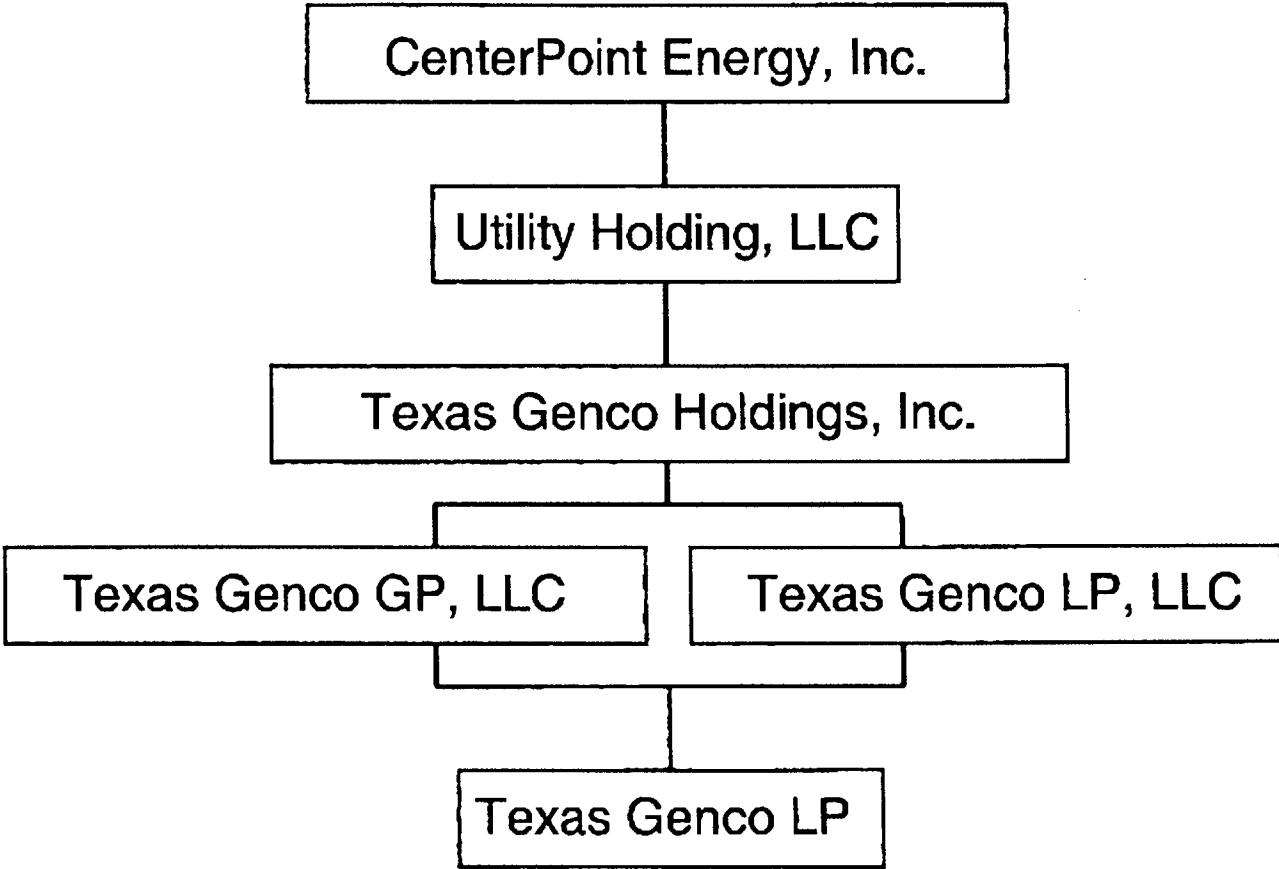 CenterPoint Energy, Inc.
Utility Holding, LLC
Texas Genco Holdings, Inc.
Texas Genco GP, LLC
Texas Genco LP, LLC
Texas Genco LP